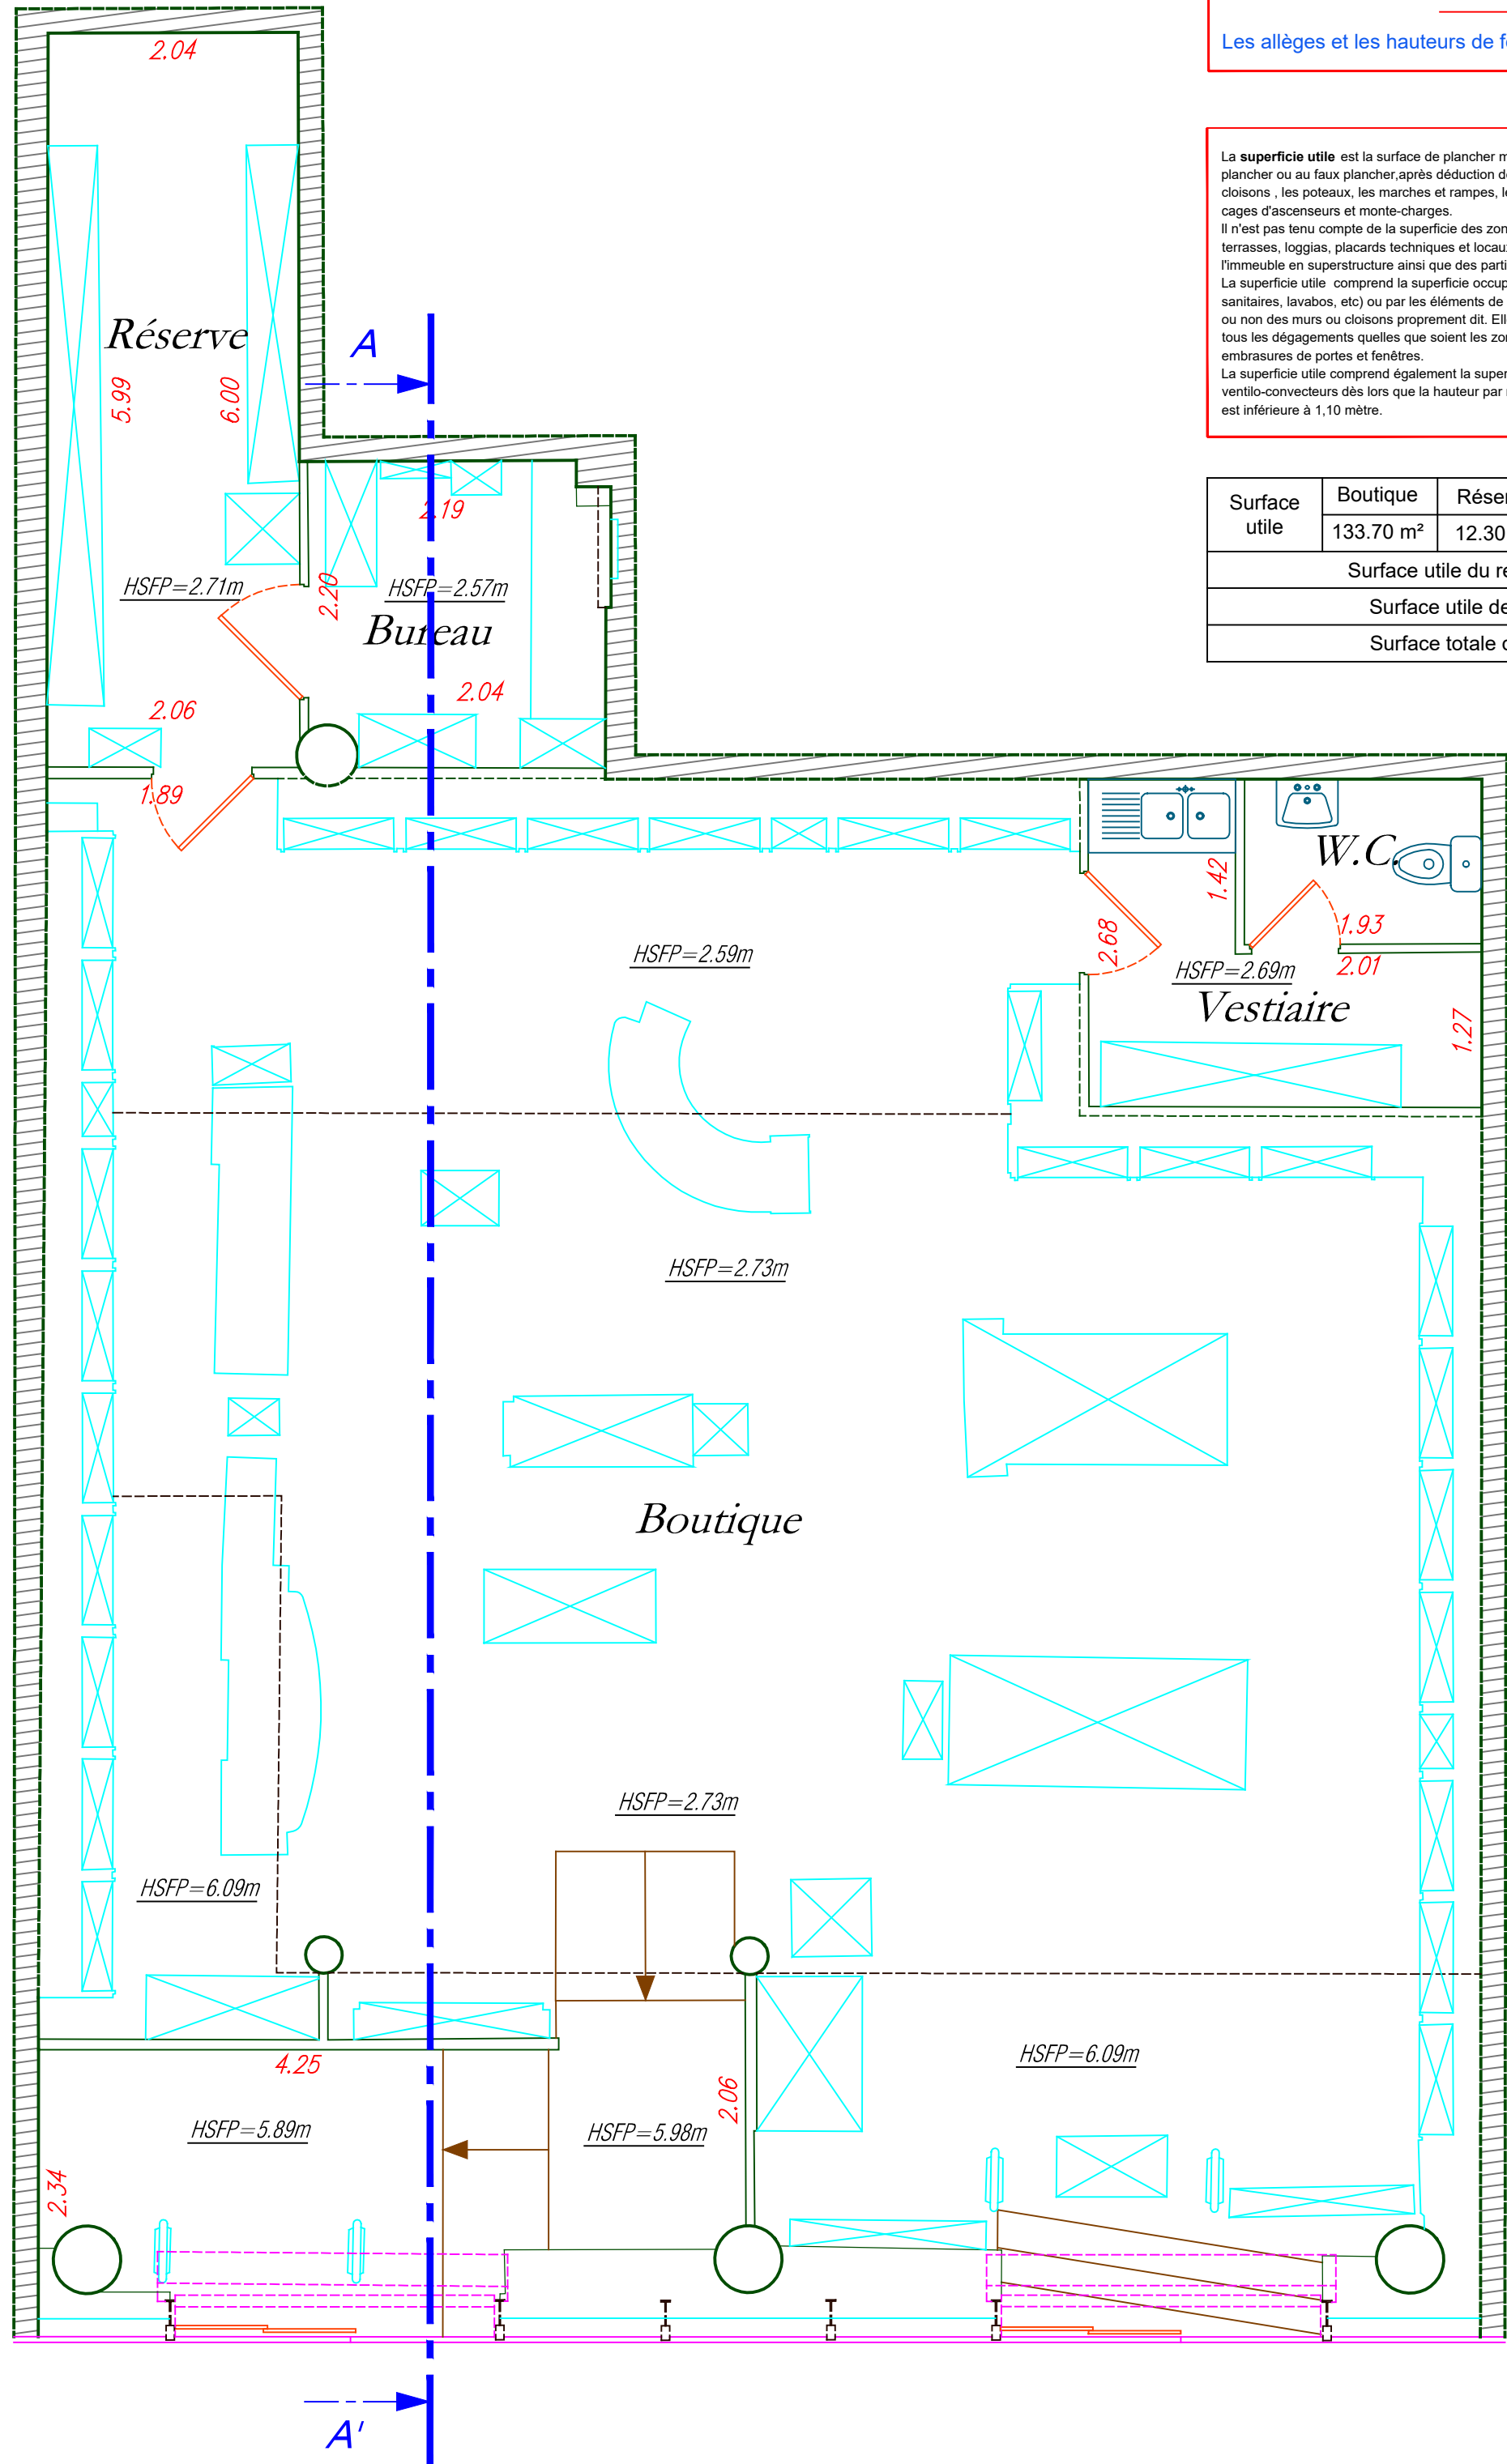 2.04
Les allèges et les hauteurs de
La superficie utile est la surface de plancher
plancher ou au faux plancher,après déduction
cloisons , les poteaux, les marches et rampes,
cages d'ascenseurs et monte-charges.
Il n'est pas tenu compte de la superficie des
terrasses, loggias, placards techniques et
l'immeuble en superstructure ainsi que des
La superficie utile comprend la superficie
sanitaires, lavabos, etc) ou par les éléments de
ou non des murs ou cloisons proprement dit.
tous les dégagements quelles que soient les
embrasures de portes et fenêtres.
La superficie utile comprend également la
ventilo-convecteurs dès lors que la hauteur par
est inférieure à 1,10 mètre.
Réserve
A
5.99
6.00
Surface utile
Boutique
133.70 m²
12.30
Surface utile du
Surface utile
Surface totale
2.19
HSFP=2.71m
2.20
HSFP=2.57m
Bureau
2.06
2.04
1.89
W.C.
1.42
1.93
2.68
2.01
HSFP=2.59m
HSFP=2.69m
Vestiaire
1.27
HSFP=2.73m
Boutique
HSFP=2.73m
HSFP=6.09m
4.25
HSFP=6.09m
2.06
HSFP=5.89m
HSFP=5.98m
2.34
A'